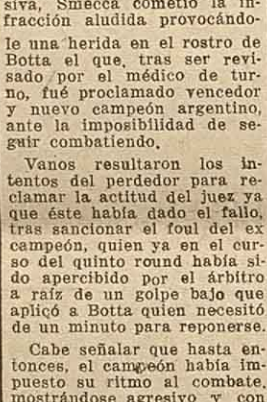 siva, Smecca cometió la in-
fracción aludida provocándo-
le una herida en el rostro de
Botta el que, tras ser revi-
sado por el médico de tur-
no, fué proclamado vencedor
y nuevo campeón argentino,
ante la imposibilidad de se-
guir combatiendo.
Vanos resultaron los in-
tentos del perdedor para re-
clamar la actitud del juez ya
que éste había dado el fallo,
tras sancionar el foul del ex
campeón, quien ya en el cur-
so del quinto round había si-
do apercibido por el árbitro
a raíz de un golpe bajo que
aplicó a Botta quien necesitó
de un minuto para reponerse.
Cabe señalar que hasta en-
tonces, el campeón había im-
puesto su ritmo al combate,
mostrándose agresivo y con